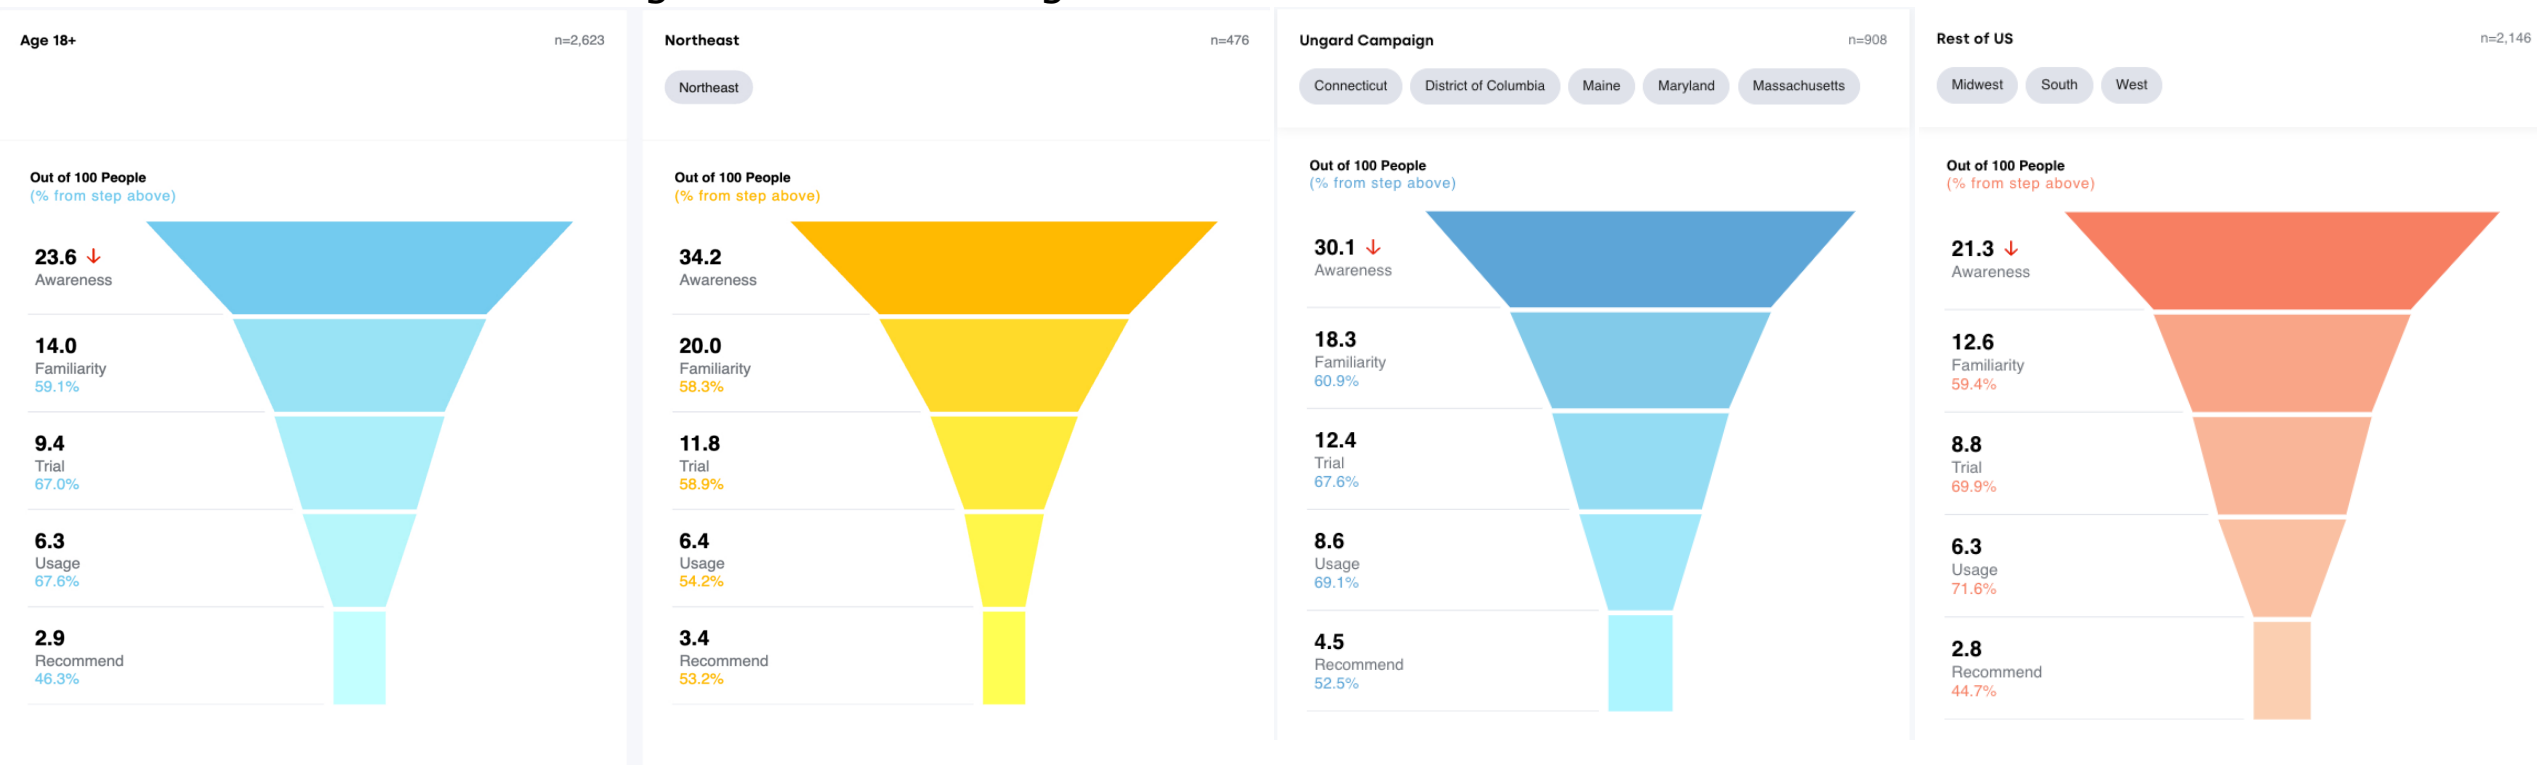 Age 18+
n=2,623
Out of 100 People
(% from step above)
23.6 ↓
Awareness
14.0
Familiarity
59.1%
9.4
Trial
67.0%
6.3
Usage
67.6%
2.9
Recommend
46.3%
Northeast
n=476
Northeast
Out of 100 People
(% from step above)
34.2
Awareness
20.0
Familiarity
58.3%
11.8
Trial
58.9%
6.4
Usage
54.2%
3.4
Recommend
53.2%
Ungard Campaign
n=908
Connecticut District of Columbia Maine Maryland Massachusetts
Out of 100 People
(% from step above)
30.1 ↓
Awareness
18.3
Familiarity
60.9%
12.4
Trial
67.6%
8.6
Usage
69.1%
4.5
Recommend
52.5%
Rest of US
n=2,146
Midwest South West
Out of 100 People
(% from step above)
21.3 ↓
Awareness
12.6
Familiarity
59.4%
8.8
Trial
69.9%
6.3
Usage
71.6%
2.8
Recommend
44.7%